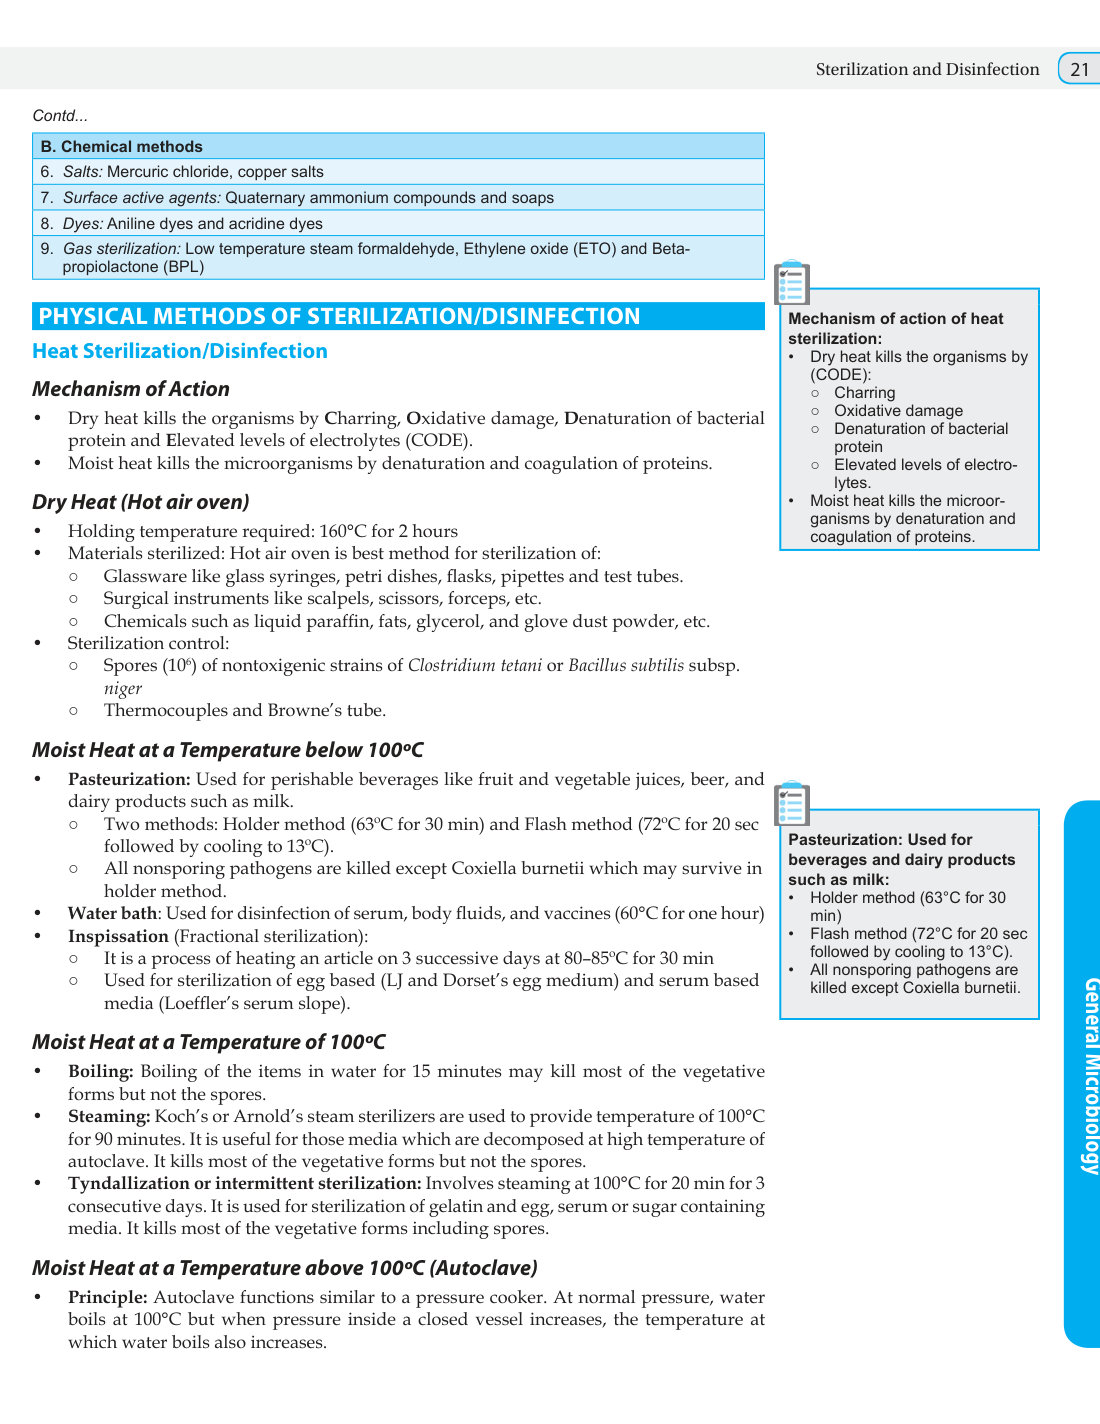 Sterilization and Disinfection 21
Contd...
B. Chemical methods
6. Salts: Mercuric chloride, copper salts
7. Surface active agents: Quaternary ammonium compounds and soaps
8. Dyes: Aniline dyes and acridine dyes
9. Gas sterilization: Low temperature steam formaldehyde, Ethylene oxide (ETO) and Beta-
propiolactone (BPL)
PHYSICAL METHODS OF STERILIZATION/DISINFECTION
Heat Sterilization/Disinfection
Mechanism of Action
• Dry heat kills the organisms by Charring, Oxidative damage, Denaturation of bacterial
protein and Elevated levels of electrolytes (CODE).
• Moist heat kills the microorganisms by denaturation and coagulation of proteins.
Dry Heat (Hot air oven)
• Holding temperature required: 160°C for 2 hours
• Materials sterilized: Hot air oven is best method for sterilization of:
○ Glassware like glass syringes, petri dishes, flasks, pipettes and test tubes.
○ Surgical instruments like scalpels, scissors, forceps, etc.
○ Chemicals such as liquid paraffin, fats, glycerol, and glove dust powder, etc.
• Sterilization control:
○ Spores (10⁶) of nontoxigenic strains of Clostridium tetani or Bacillus subtilis subsp.
niger
○ Thermocouples and Browne’s tube.
Moist Heat at a Temperature below 100ºC
• Pasteurization: Used for perishable beverages like fruit and vegetable juices, beer, and
dairy products such as milk.
○ Two methods: Holder method (63ºC for 30 min) and Flash method (72ºC for 20 sec
followed by cooling to 13ºC).
○ All nonsporing pathogens are killed except Coxiella burnetii which may survive in
holder method.
• Water bath: Used for disinfection of serum, body fluids, and vaccines (60°C for one hour)
• Inspissation (Fractional sterilization):
○ It is a process of heating an article on 3 successive days at 80–85ºC for 30 min
○ Used for sterilization of egg based (LJ and Dorset’s egg medium) and serum based
media (Loeffler’s serum slope).
Moist Heat at a Temperature of 100ºC
• Boiling: Boiling of the items in water for 15 minutes may kill most of the vegetative
forms but not the spores.
• Steaming: Koch’s or Arnold’s steam sterilizers are used to provide temperature of 100°C
for 90 minutes. It is useful for those media which are decomposed at high temperature of
autoclave. It kills most of the vegetative forms but not the spores.
• Tyndallization or intermittent sterilization: Involves steaming at 100°C for 20 min for 3
consecutive days. It is used for sterilization of gelatin and egg, serum or sugar containing
media. It kills most of the vegetative forms including spores.
Moist Heat at a Temperature above 100ºC (Autoclave)
• Principle: Autoclave functions similar to a pressure cooker. At normal pressure, water
boils at 100°C but when pressure inside a closed vessel increases, the temperature at
which water boils also increases.
Mechanism of action of heat
sterilization:
• Dry heat kills the organisms by
(CODE):
○ Charring
○ Oxidative damage
○ Denaturation of bacterial
protein
○ Elevated levels of electro-
lytes.
• Moist heat kills the microor-
ganisms by denaturation and
coagulation of proteins.
Pasteurization: Used for
beverages and dairy products
such as milk:
• Holder method (63°C for 30
min)
• Flash method (72°C for 20 sec
followed by cooling to 13°C).
• All nonsporing pathogens are
killed except Coxiella burnetii.
General Microbiology